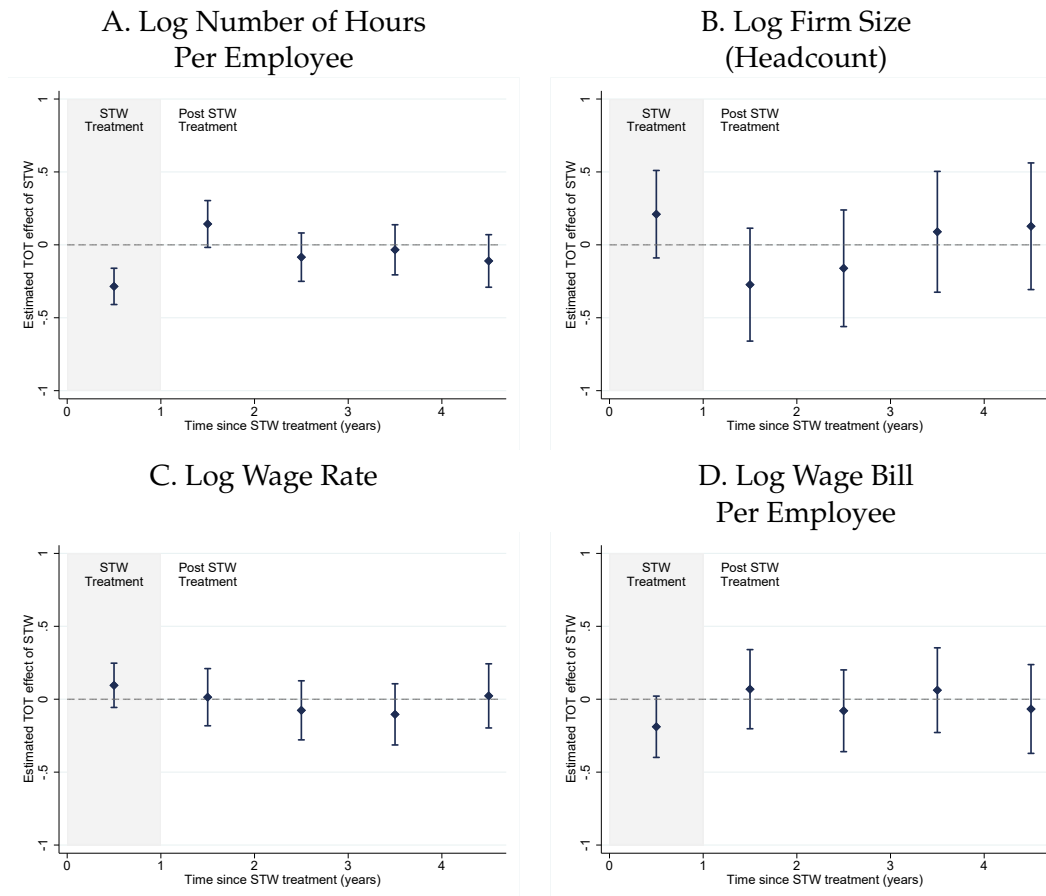 A. Log Number of Hours
Per Employee
1
.5
0
-.5
-1
Estimated TOT effect of STW
STW
Treatment
Post STW
Treatment
0 1 2 3 4
Time since STW treatment (years)
B. Log Firm Size
(Headcount)
1
.5
0
-.5
-1
Estimated TOT effect of STW
STW
Treatment
Post STW
Treatment
0 1 2 3 4
Time since STW treatment (years)
C. Log Wage Rate
1
.5
0
-.5
-1
Estimated TOT effect of STW
STW
Treatment
Post STW
Treatment
0 1 2 3 4
Time since STW treatment (years)
D. Log Wage Bill
Per Employee
1
.5
0
-.5
-1
Estimated TOT effect of STW
STW
Treatment
Post STW
Treatment
0 1 2 3 4
Time since STW treatment (years)